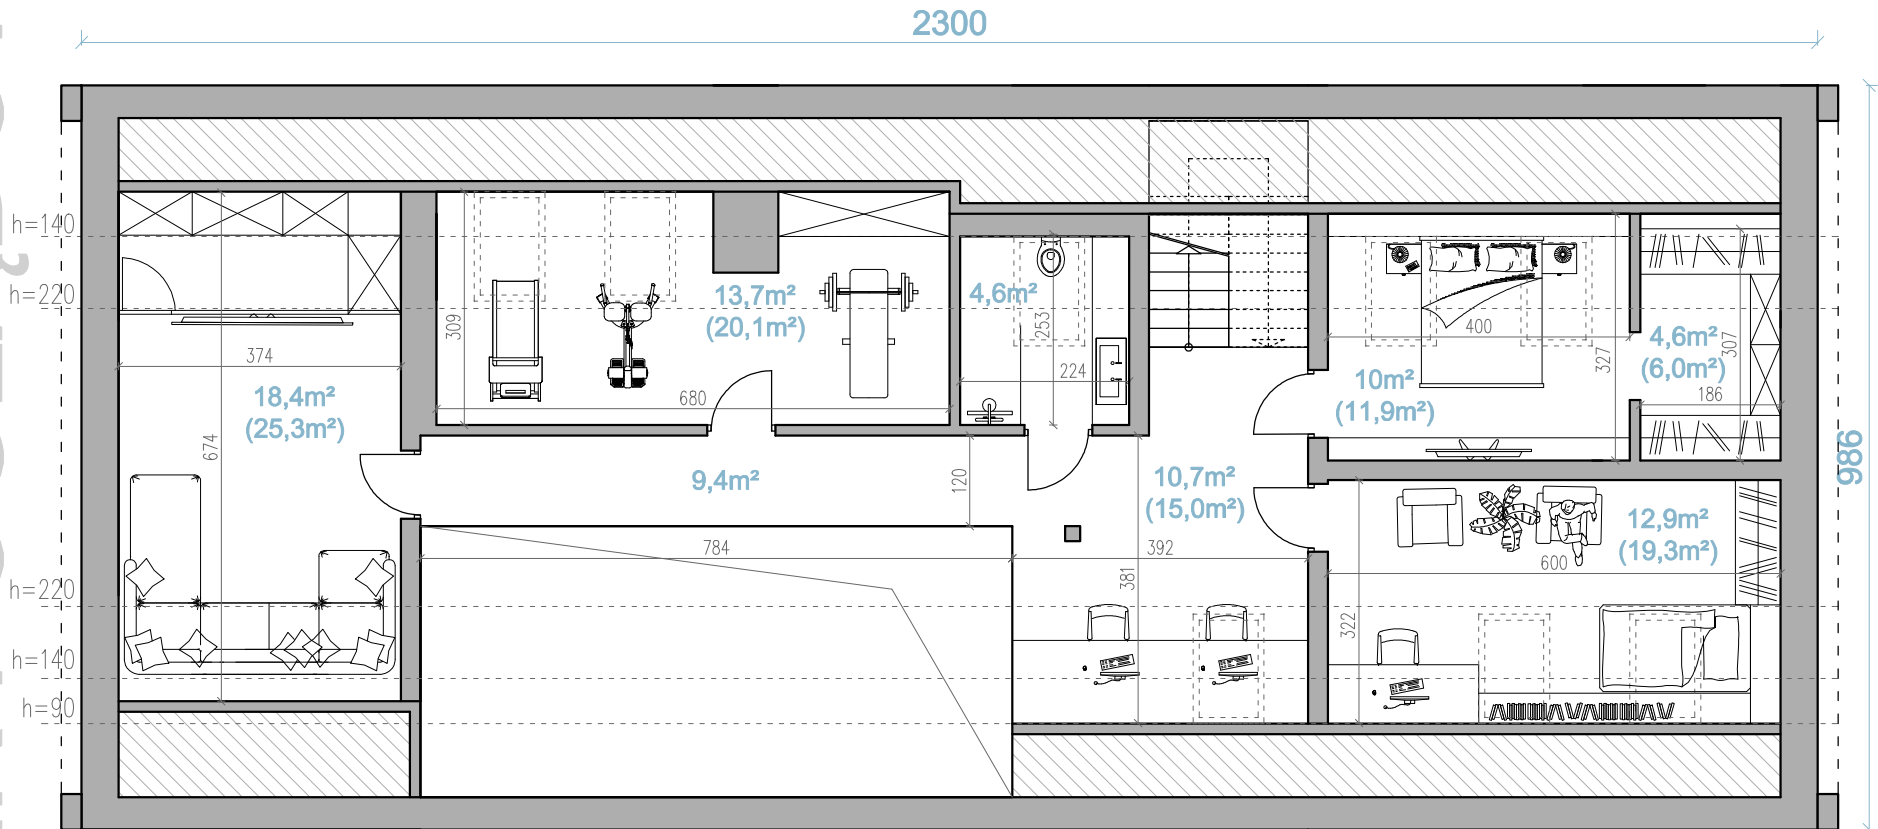 2300
h=140
h=220
309
13,7m²
(20,1m²)
4,6m²
253
400
327
4,6m²
(6,0m²)
307
374
18,4m²
(25,3m²)
680
224
10m²
(11,9m²)
186
674
9,4m²
120
10,7m²
(15,0m²)
986
12,9m²
(19,3m²)
784
392
381
600
h=220
322
h=140
h=90